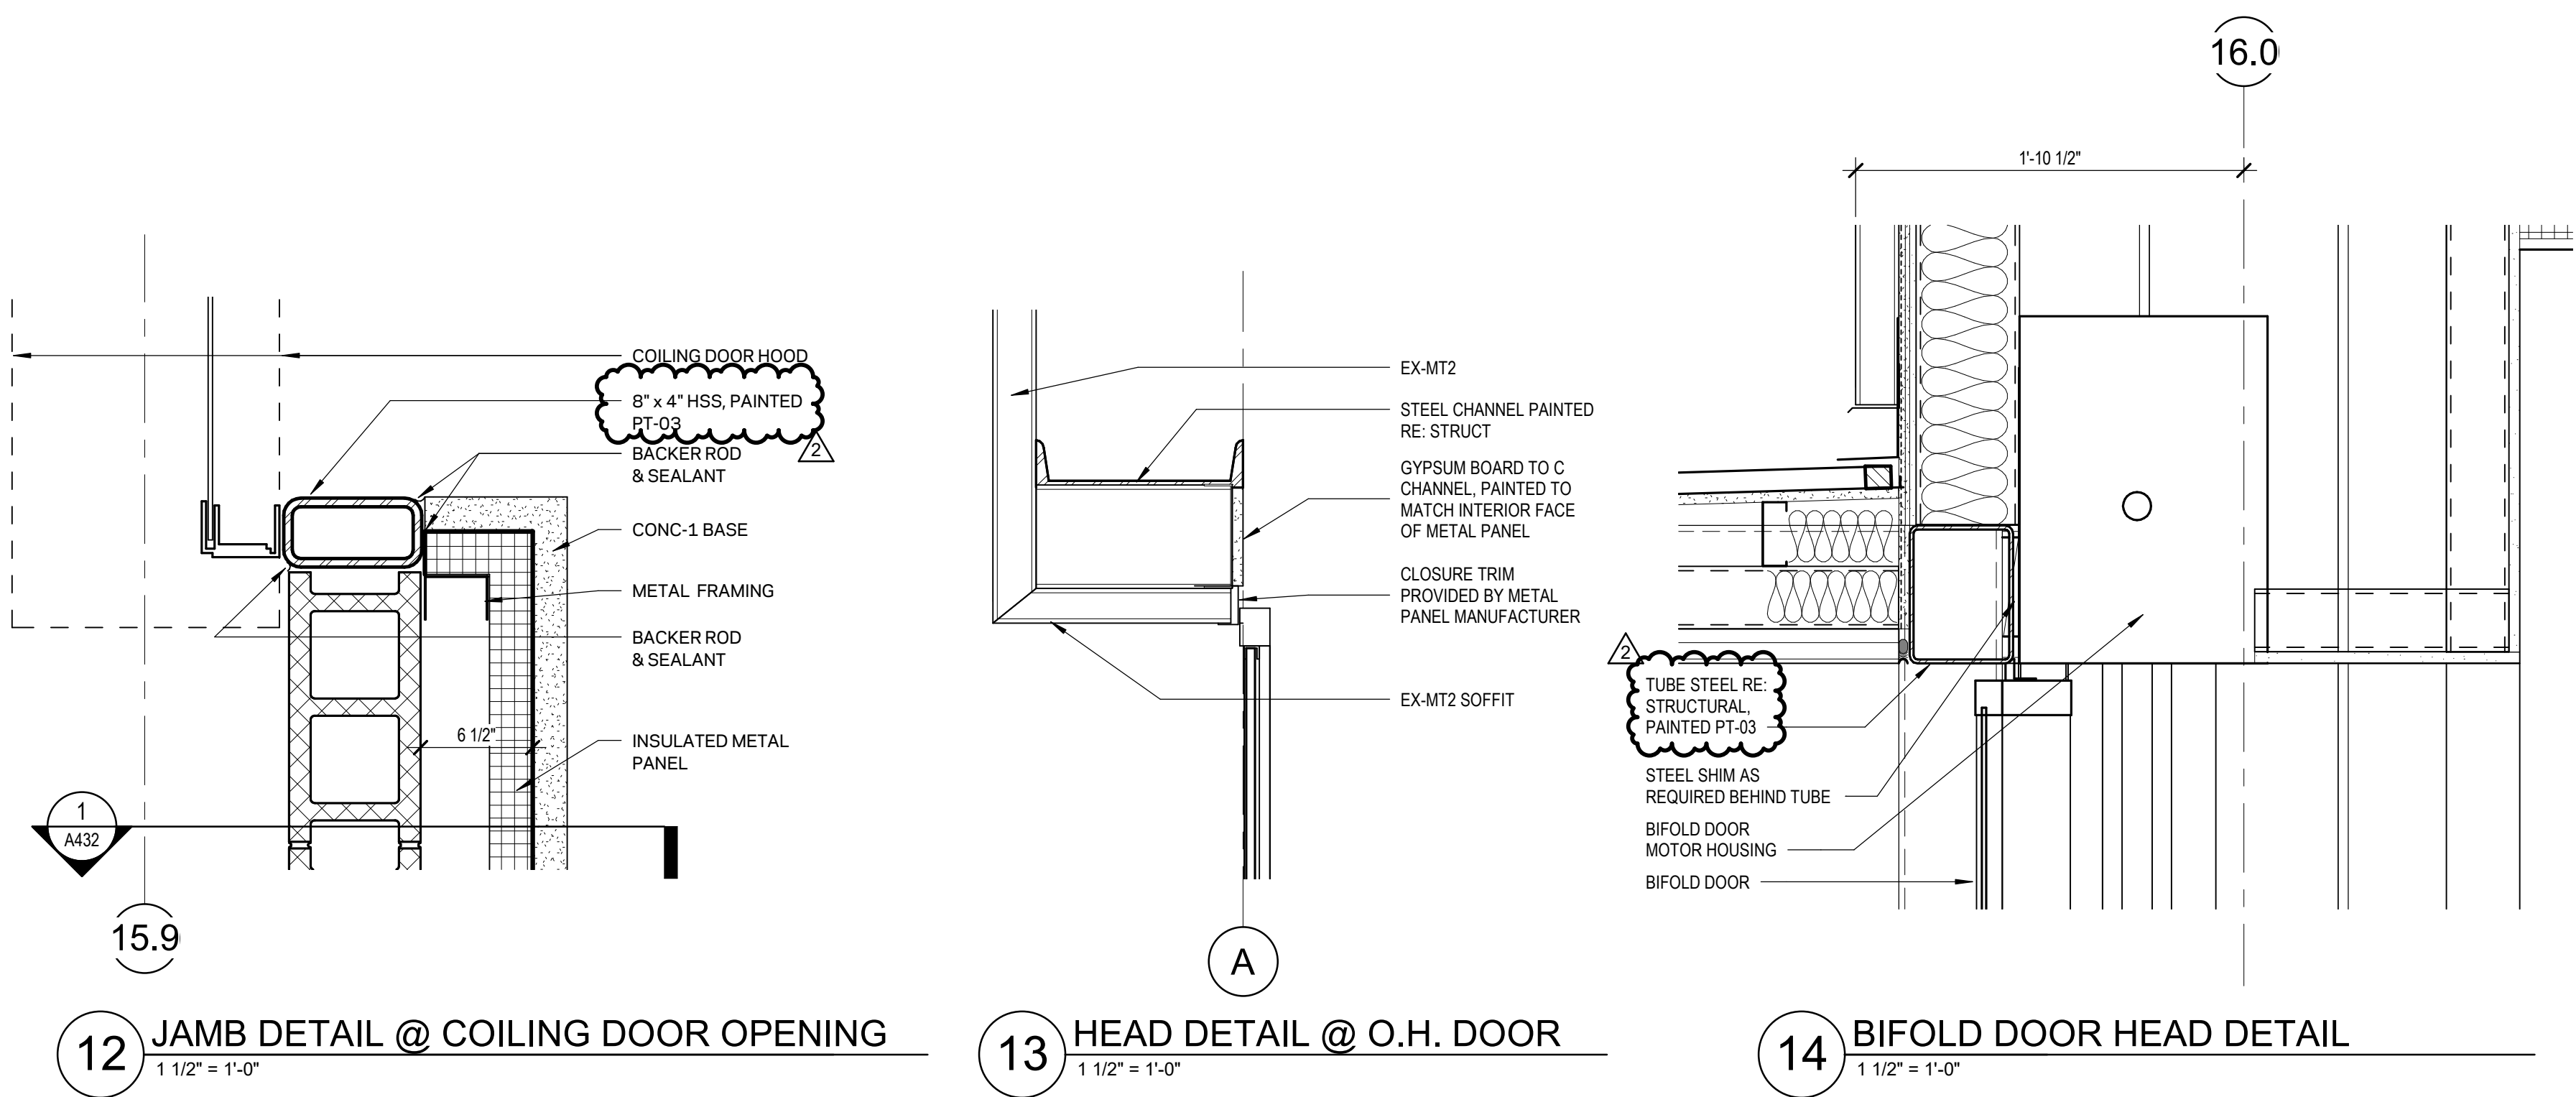 COILING DOOR HOOD
8" x 4" HSS, PAINTED
PT-03
2
BACKER ROD
& SEALANT
CONC-1 BASE
METAL FRAMING
BACKER ROD
& SEALANT
6 1/2"
INSULATED METAL
PANEL
1
A432
15.9
12
JAMB DETAIL @ COILING DOOR OPENING
1 1/2" = 1'-0"
EX-MT2
STEEL CHANNEL PAINTED
RE: STRUCT
GYPSUM BOARD TO C
CHANNEL, PAINTED TO
MATCH INTERIOR FACE
OF METAL PANEL
CLOSURE TRIM
PROVIDED BY METAL
PANEL MANUFACTURER
EX-MT2 SOFFIT
A
13
HEAD DETAIL @ O.H. DOOR
1 1/2" = 1'-0"
16.0
1'-10 1/2"
2
TUBE STEEL RE:
STRUCTURAL,
PAINTED PT-03
STEEL SHIM AS
REQUIRED BEHIND TUBE
BIFOLD DOOR
MOTOR HOUSING
BIFOLD DOOR
14
BIFOLD DOOR HEAD DETAIL
1 1/2" = 1'-0"